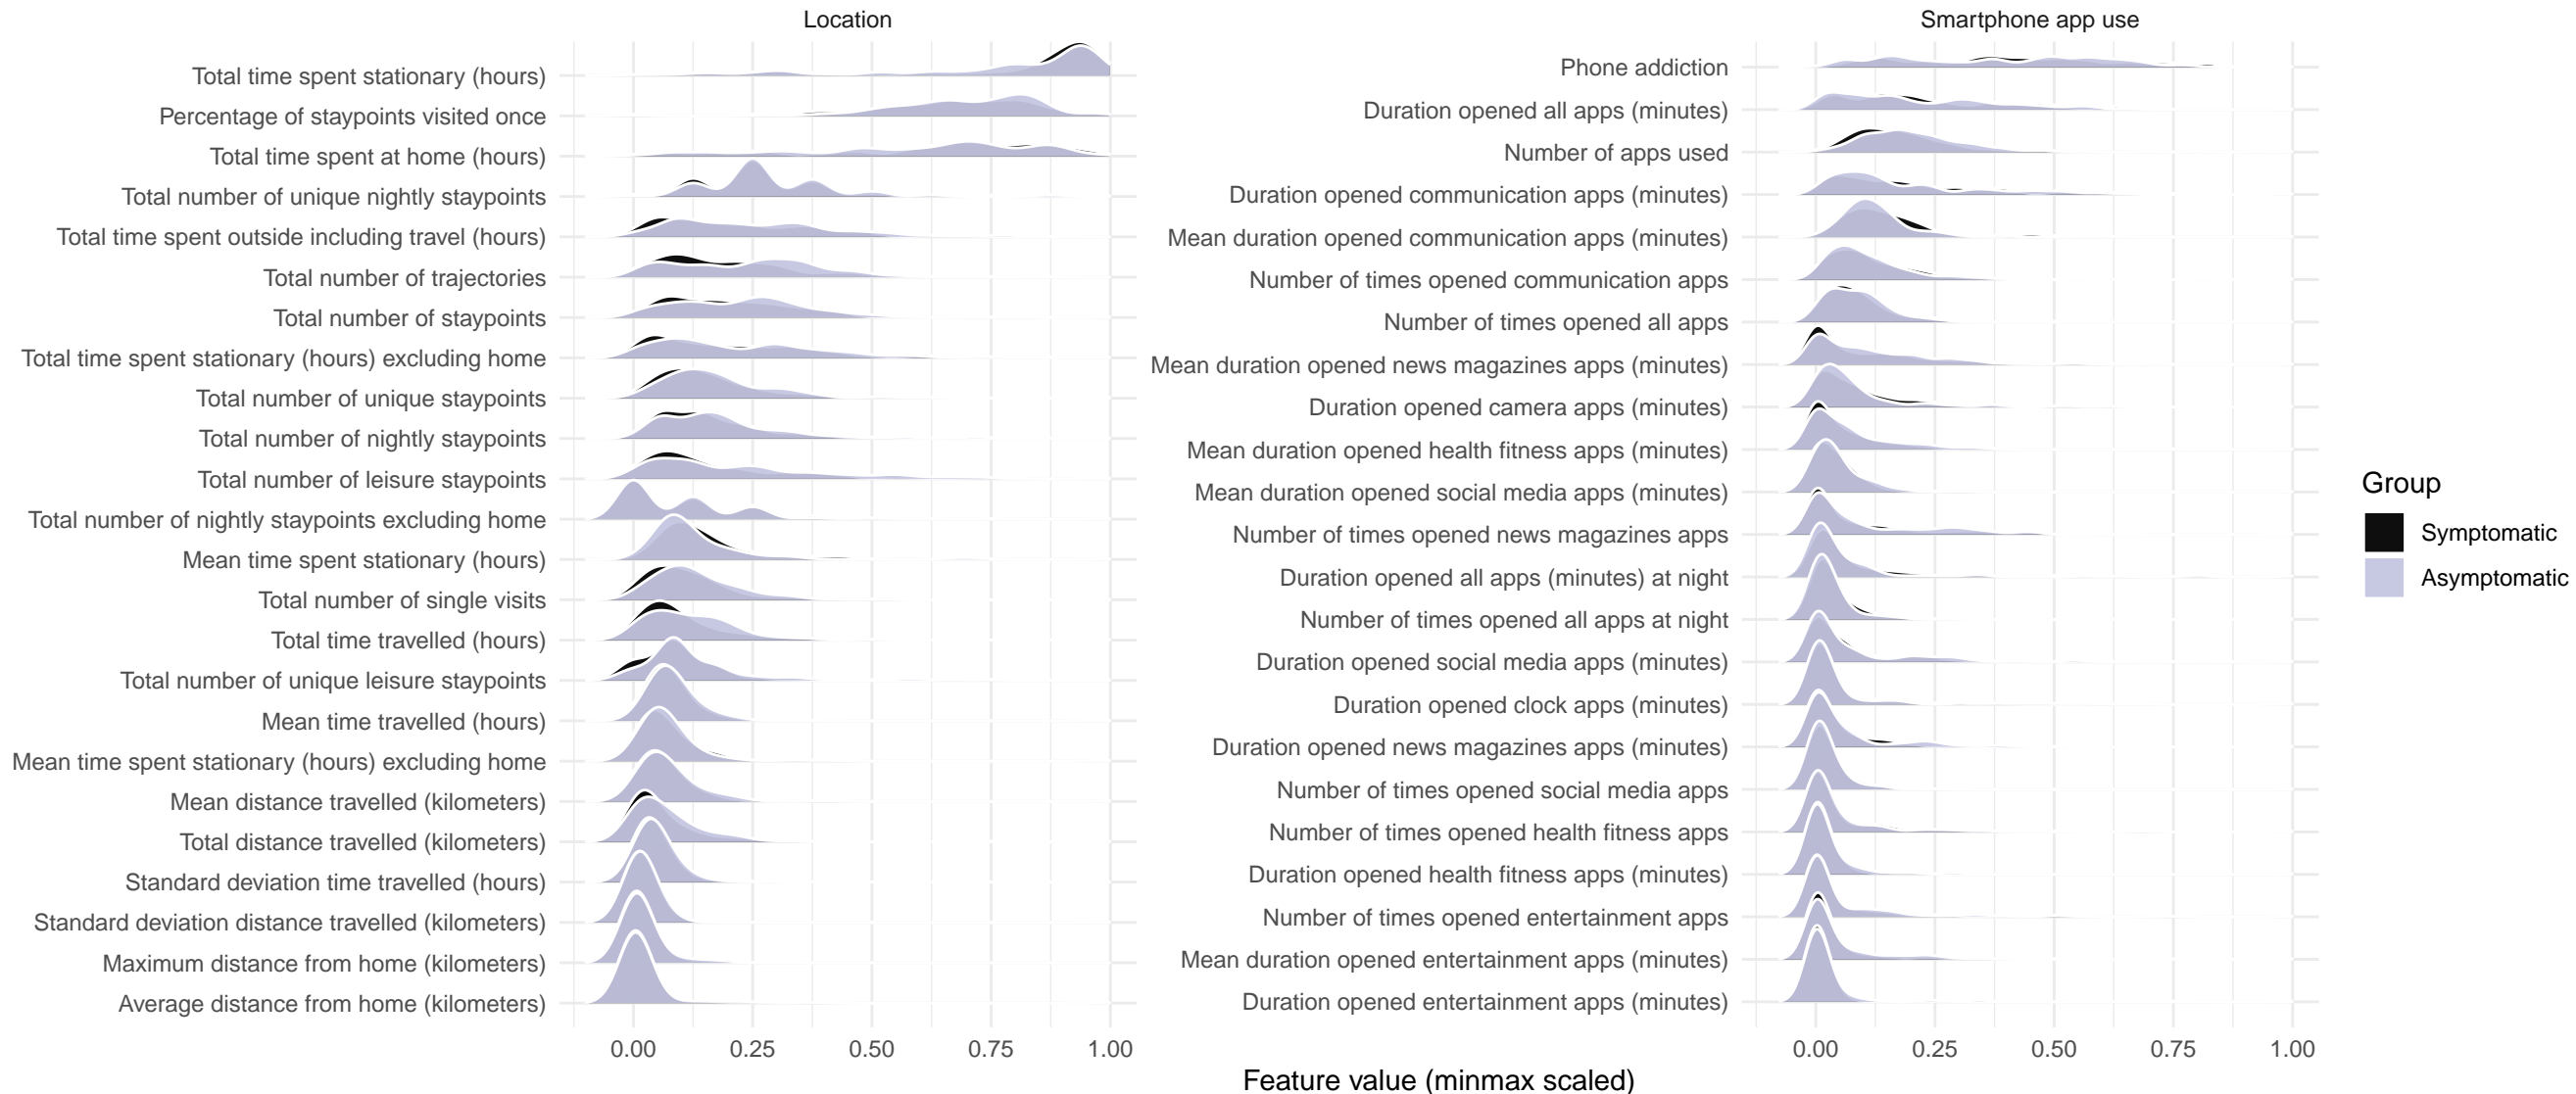 Location
Total time spent stationary (hours)
Percentage of staypoints visited once
Total time spent at home (hours)
Total number of unique nightly staypoints
Total time spent outside including travel (hours)
Total number of trajectories
Total number of staypoints
Total time spent stationary (hours) excluding home
Total number of unique staypoints
Total number of nightly staypoints
Total number of leisure staypoints
Total number of nightly staypoints excluding home
Mean time spent stationary (hours)
Total number of single visits
Total time travelled (hours)
Total number of unique leisure staypoints
Mean time travelled (hours)
Mean time spent stationary (hours) excluding home
Mean distance travelled (kilometers)
Total distance travelled (kilometers)
Standard deviation time travelled (hours)
Standard deviation distance travelled (kilometers)
Maximum distance from home (kilometers)
Average distance from home (kilometers)
0.00 0.25 0.50 0.75 1.00
Smartphone app use
Phone addiction
Duration opened all apps (minutes)
Number of apps used
Duration opened communication apps (minutes)
Mean duration opened communication apps (minutes)
Number of times opened communication apps
Number of times opened all apps
Mean duration opened news magazines apps (minutes)
Duration opened camera apps (minutes)
Mean duration opened health fitness apps (minutes)
Mean duration opened social media apps (minutes)
Number of times opened news magazines apps
Duration opened all apps (minutes) at night
Number of times opened all apps at night
Duration opened social media apps (minutes)
Duration opened clock apps (minutes)
Duration opened news magazines apps (minutes)
Number of times opened social media apps
Number of times opened health fitness apps
Duration opened health fitness apps (minutes)
Number of times opened entertainment apps
Mean duration opened entertainment apps (minutes)
Duration opened entertainment apps (minutes)
0.00 0.25 0.50 0.75 1.00
Feature value (minmax scaled)
Group
Symptomatic
Asymptomatic